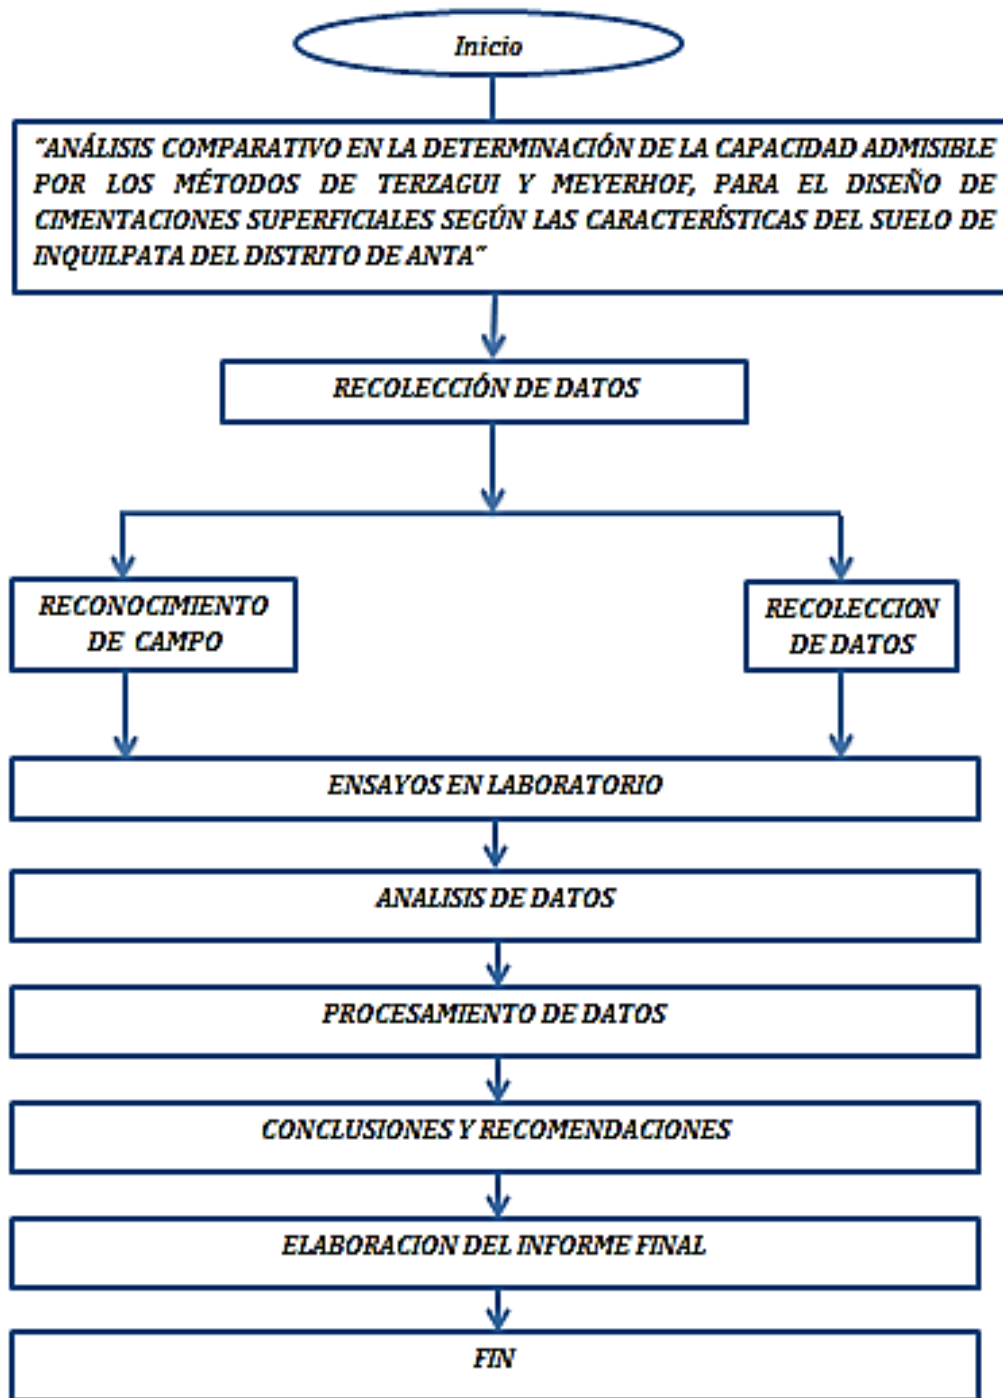 Inicio
"ANÁLISIS COMPARATIVO EN LA DETERMINACIÓN DE LA CAPACIDAD ADMISIBLE
POR LOS MÉTODOS DE TERZAGUI Y MEYERHOF, PARA EL DISEÑO DE
CIMENTACIONES SUPERFICIALES SEGÚN LAS CARACTERÍSTICAS DEL SUELO DE
INQUILPATA DEL DISTRITO DE ANTA"
RECOLECCIÓN DE DATOS
RECONOCIMIENTO
DE CAMPO
RECOLECCION
DE DATOS
ENSAYOS EN LABORATORIO
ANALISIS DE DATOS
PROCESAMIENTO DE DATOS
CONCLUSIONES Y RECOMENDACIONES
ELABORACION DEL INFORME FINAL
FIN